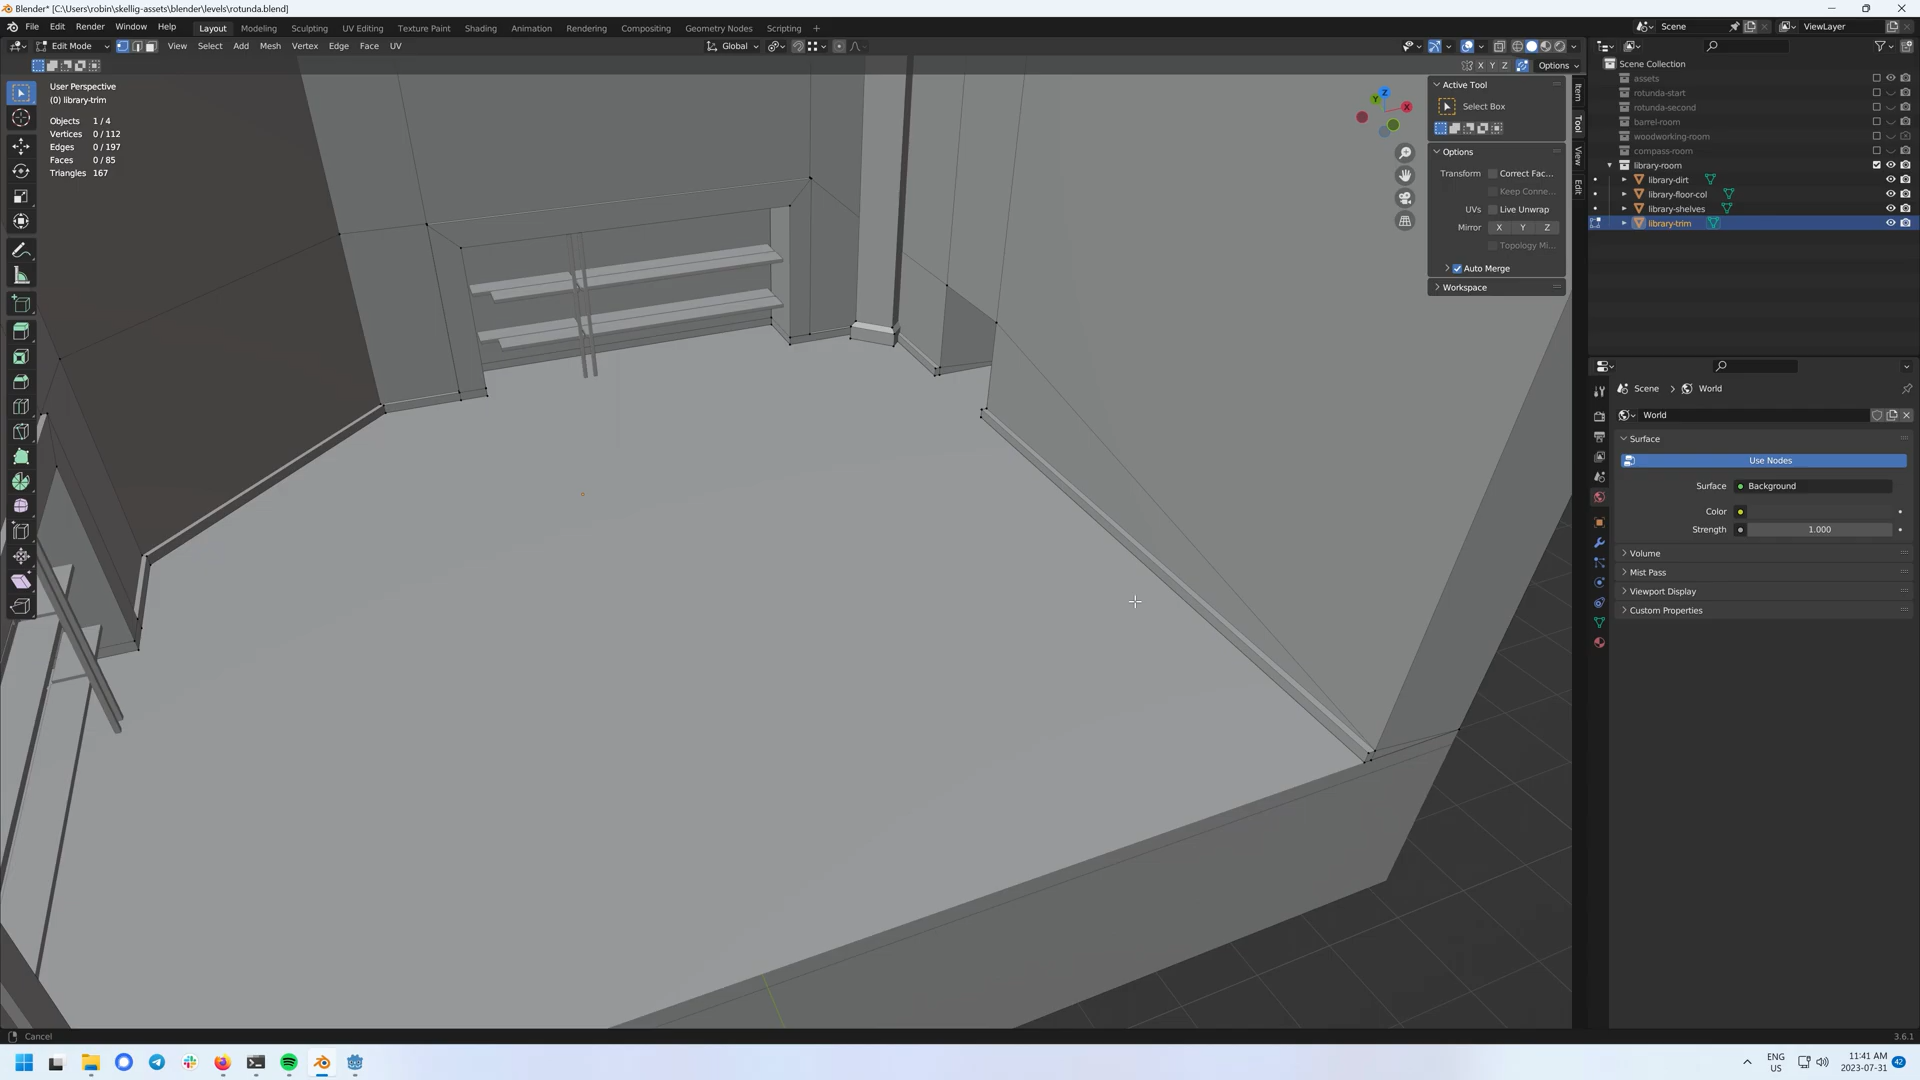 Blender* [C:\Users\robin\skellig-assets\blender\levels\rotunda.blend]
File Edit Render Window Help Layout Modeling Sculpting UV Editing Texture Paint Shading Animation Rendering Compositing Geometry Nodes Scripting + Scene ViewLayer
Edit Mode View Select Add Mesh Vertex Edge Face UV Global
X Y Z Options
User Perspective
(0) library-trim
Objects 1 / 4
Vertices 0 / 112
Edges 0 / 197
Faces 0 / 85
Triangles 167
Z
Y
X
Active Tool
Select Box
Options
Transform Correct Fac...
Keep Conne...
UVs Live Unwrap
Mirror X Y Z
Topology Mi...
Auto Merge
Workspace
Item
Tool
View
Edit
Scene Collection
assets
rotunda-start
rotunda-second
barrel-room
woodworking-room
compass-room
library-room
library-dirt
library-floor-col
library-shelves
library-trim
Scene > World
World
Surface
Use Nodes
Surface Background
Color
Strength 1.000
Volume
Mist Pass
Viewport Display
Custom Properties
Cancel 3.6.1
ENG
US
11:41 AM
2023-07-31
42